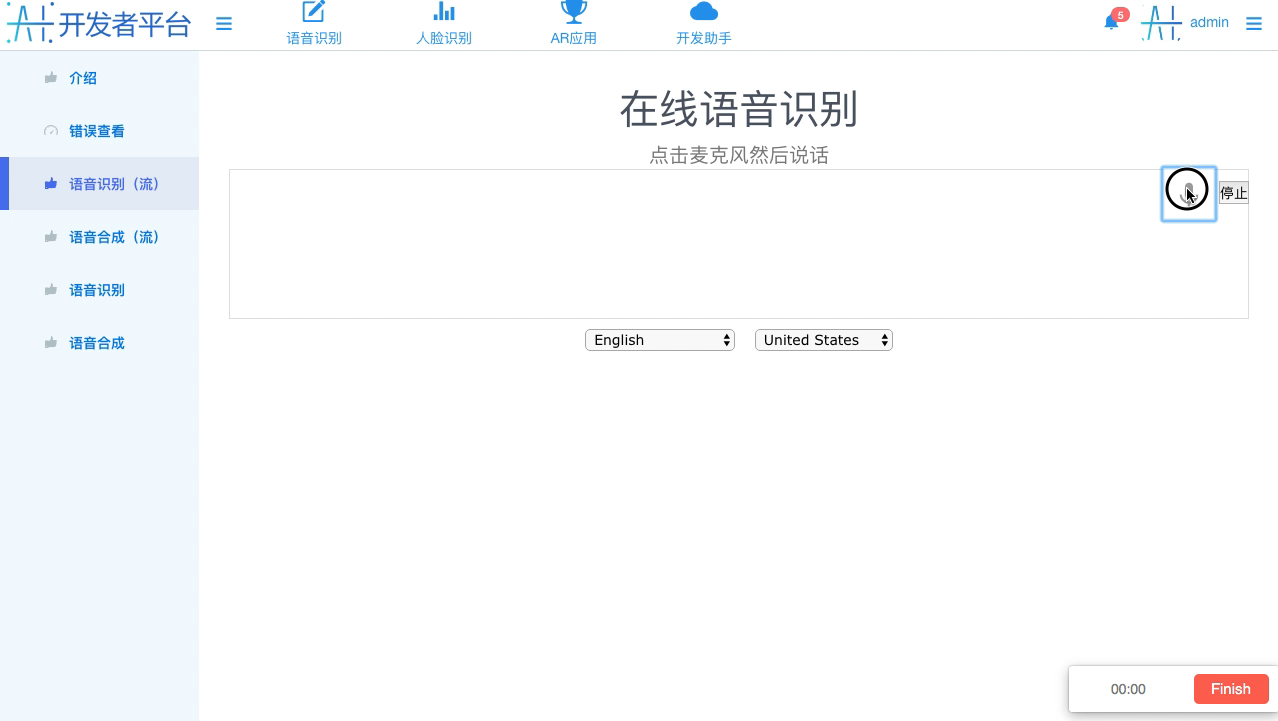 AI开发者平台
语音识别
人脸识别
AR应用
开发助手
5
admin
介绍
错误查看
语音识别（流）
语音合成（流）
语音识别
语音合成
在线语音识别
点击麦克风然后说话
停止
English
United States
00:00
Finish